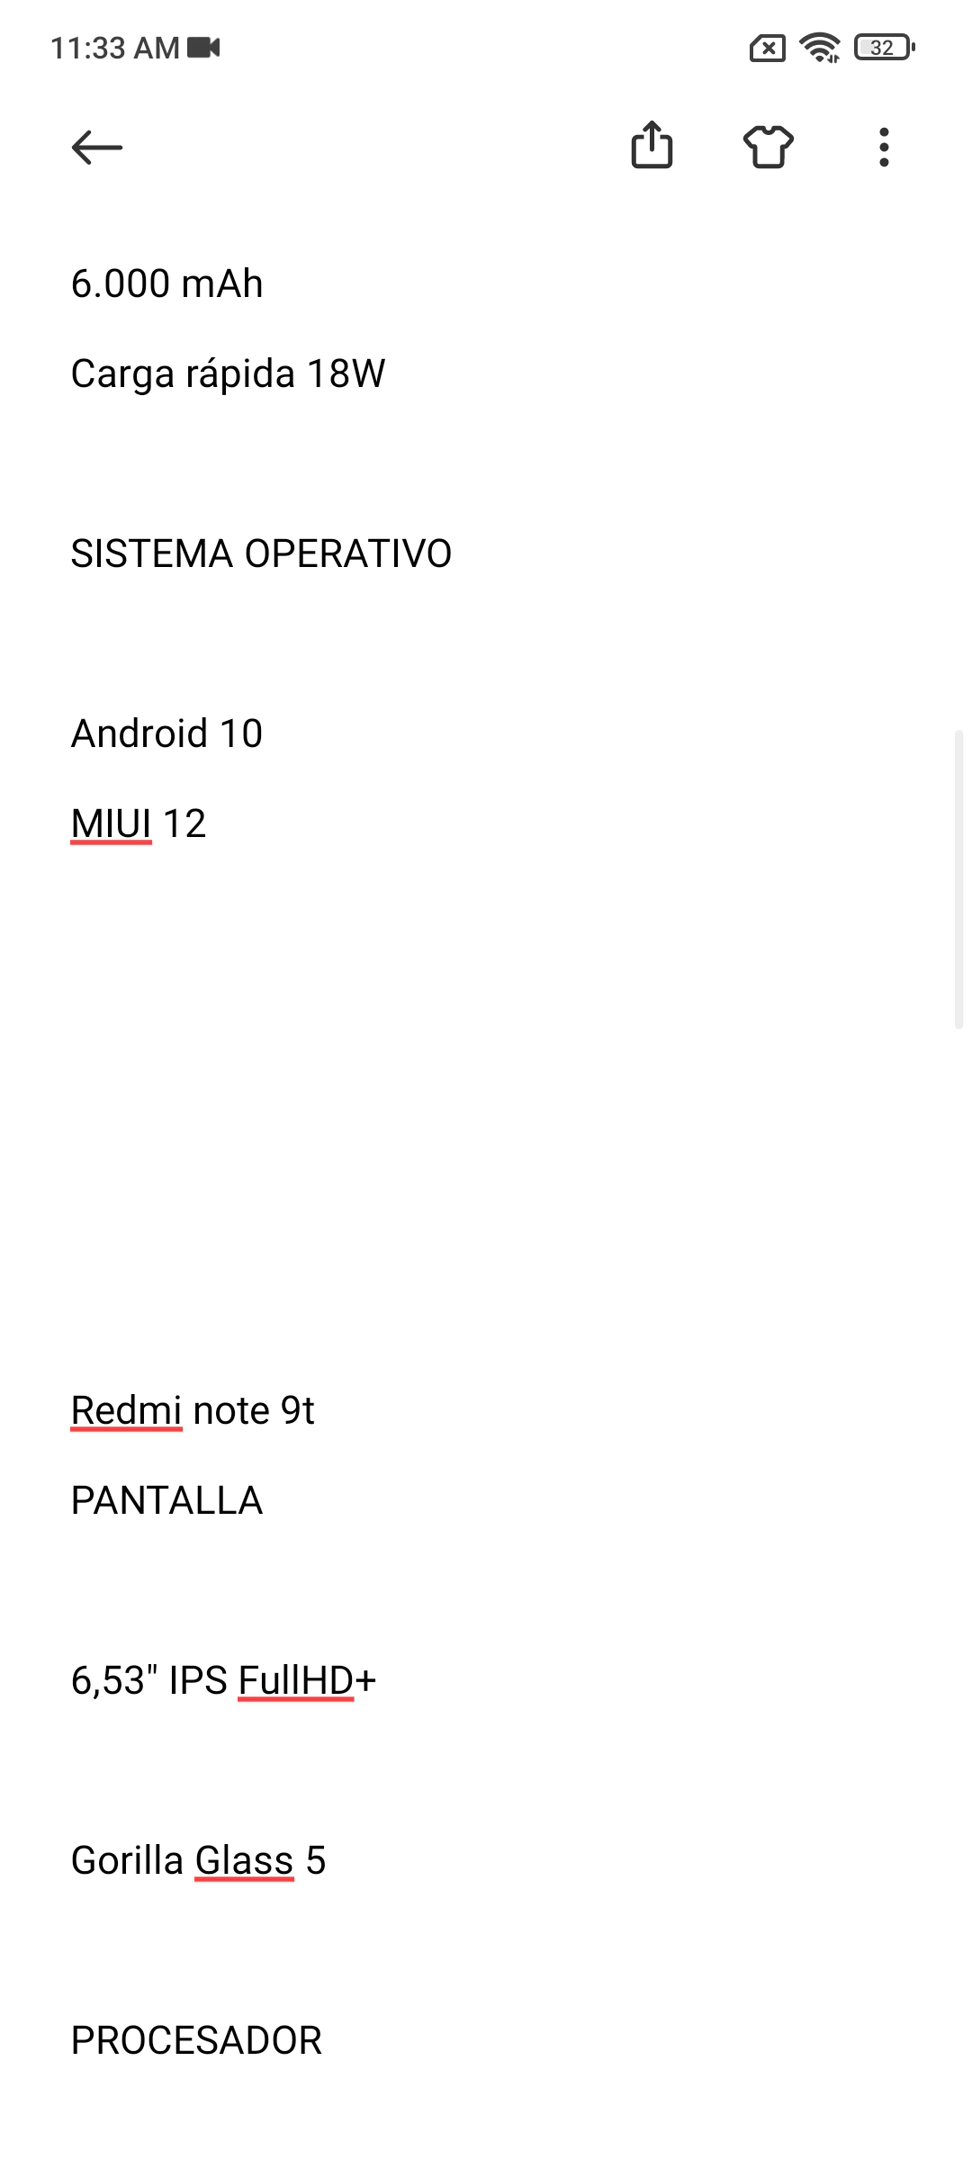 11:33 AM
32
6.000 mAh
Carga rápida 18W
SISTEMA OPERATIVO
Android 10
MIUI 12
Redmi note 9t
PANTALLA
6,53" IPS FullHD+
Gorilla Glass 5
PROCESADOR